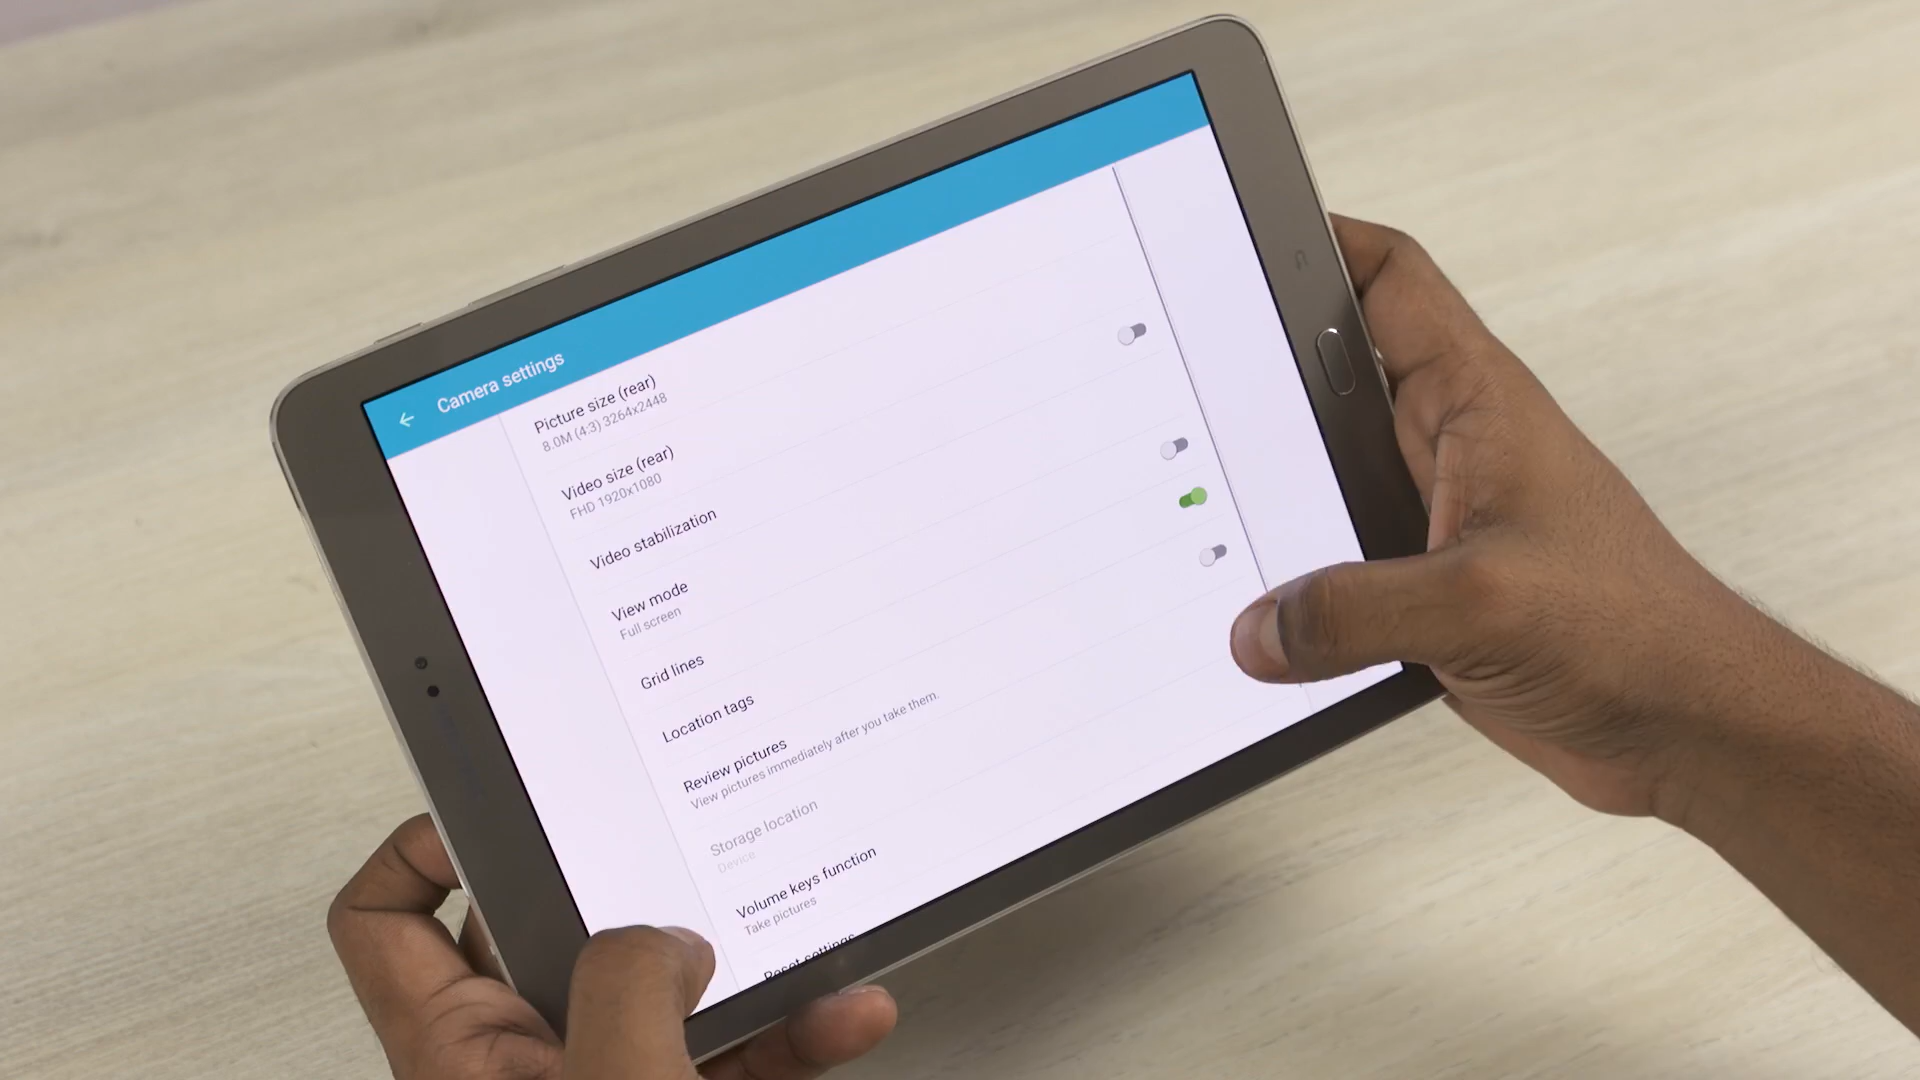 Camera settings
Picture size (rear)
8.0M (4:3) 3264x2448
Video size (rear)
FHD 1920x1080
Video stabilization
View mode
Full screen
Grid lines
Location tags
Review pictures
View pictures immediately after you take them.
Storage location
Device
Volume keys function
Take pictures
Reset settings